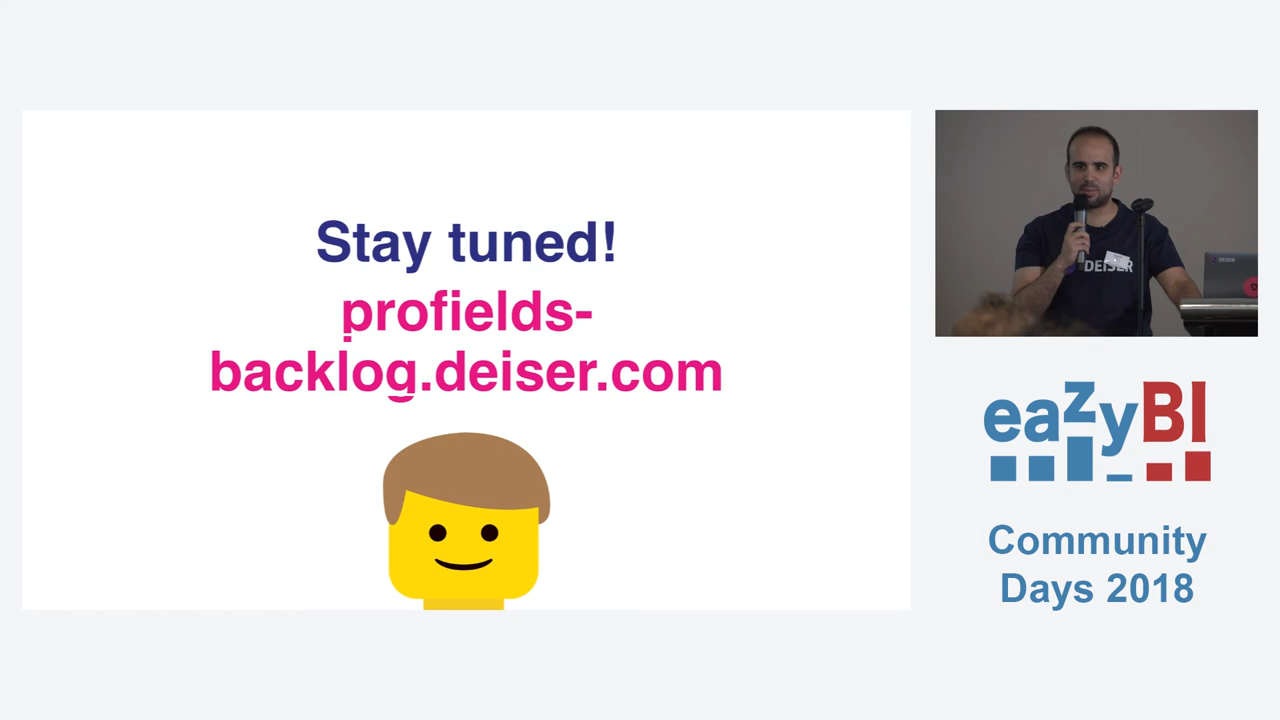 Stay tuned!
profields-
backlog.deiser.com
DEISER
eazyBI
Community
Days 2018